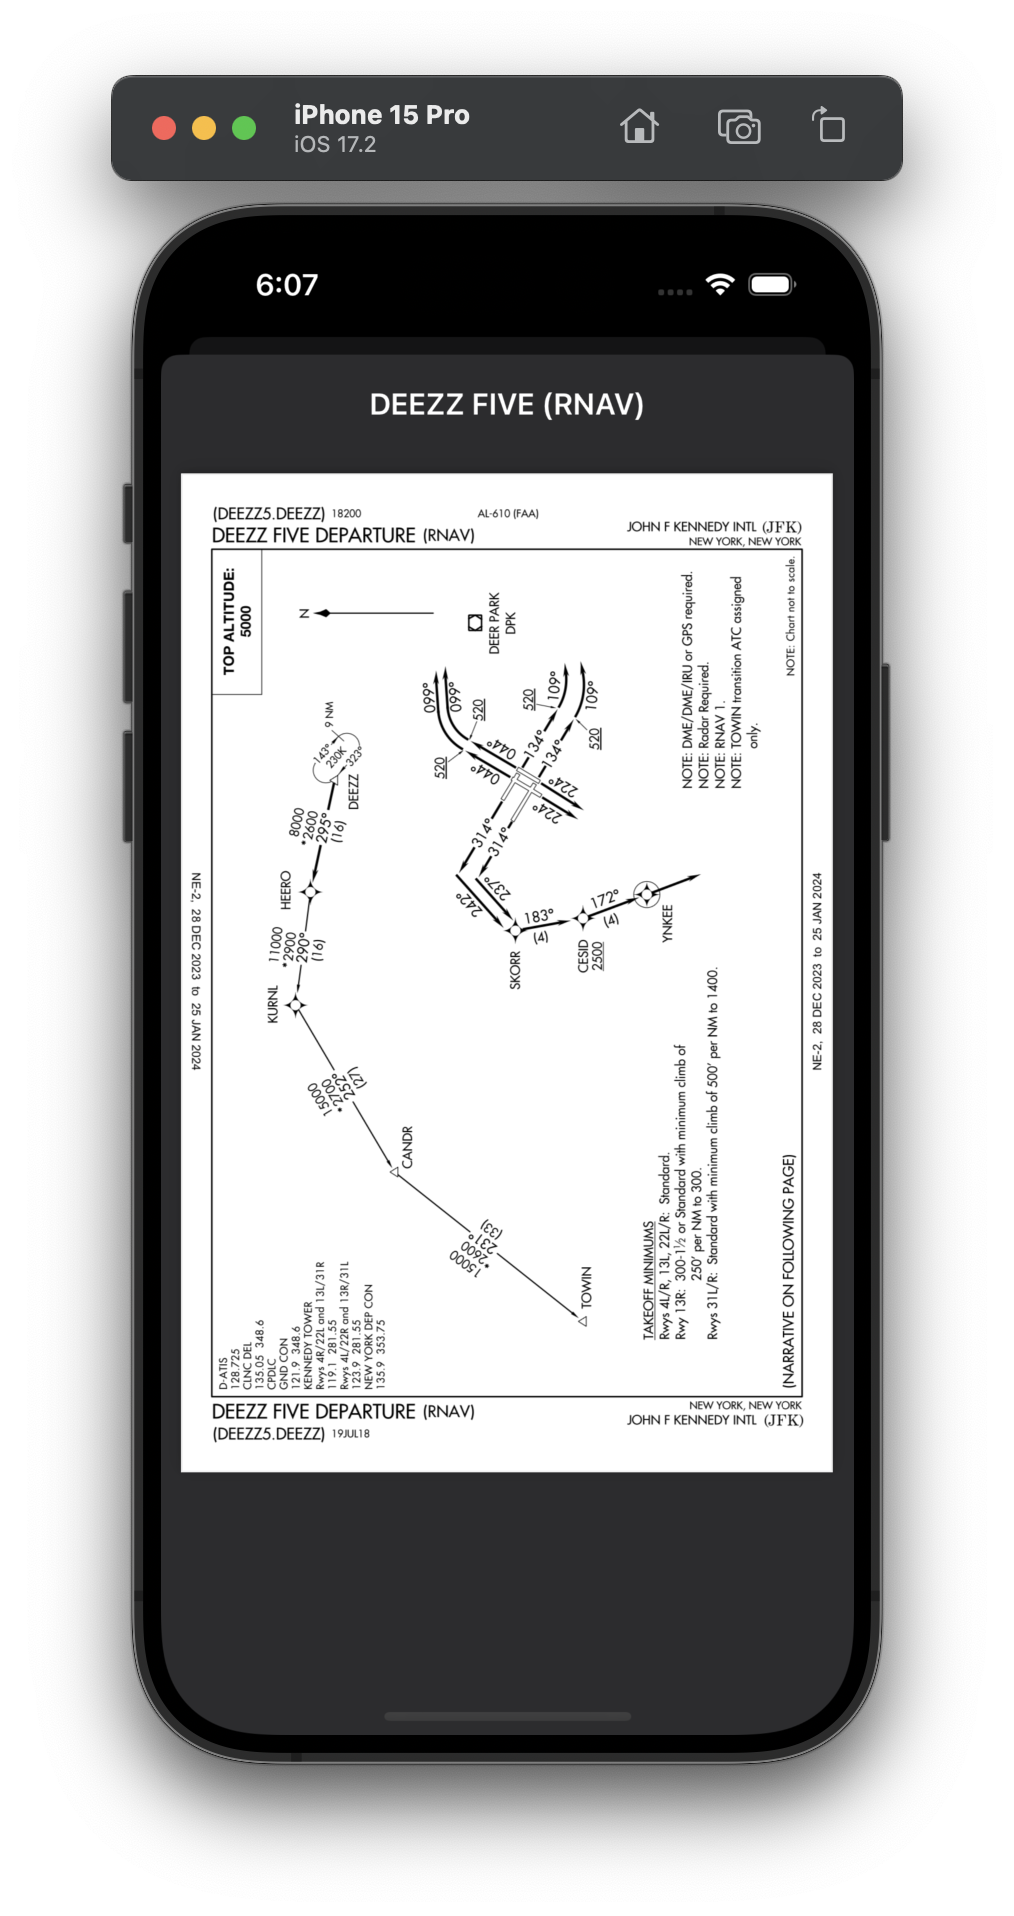 iPhone 15 Pro
iOS 17.2
6:07
DEEZZ FIVE (RNAV)
(DEEZZ5.DEEZZ) 18200
AL-610 (FAA)
DEEZZ FIVE DEPARTURE (RNAV)
JOHN F KENNEDY INTL (JFK)
NEW YORK, NEW YORK
TOP ALTITUDE:
5000
N
DEER PARK
DPK
NOTE: DME/DME/IRU or GPS required.
NOTE: Radar Required.
NOTE: RNAV 1.
NOTE: TOWIN transition ATC assigned
only.
NOTE: Chart not to scale.
9 NM
143°
230K
323°
DEEZZ
8000
*2600
295°
(16)
HEERO
11000
*2900
290°
(16)
KURNL
15000
*2700
252°
(27)
CANDR
15000
*2600
231°
(33)
TOWIN
099°
099°
520
520
044°
044°
109°
109°
520
520
134°
134°
224°
224°
314°
314°
242°
237°
SKORR
183°
(4)
CESID
2500
172°
(4)
YNKEE
D-ATIS
128.725
CLNC DEL
135.05 348.6
CPDLC
GND CON
121.9 348.6
KENNEDY TOWER
Rwys 4R/22L and 13L/31R
119.1 281.55
Rwys 4L/22R and 13R/31L
123.9 281.55
NEW YORK DEP CON
135.9 353.75
TAKEOFF MINIMUMS
Rwys 4L/R, 13L, 22L/R: Standard.
Rwy 13R: 300-1½ or Standard with minimum climb of
250' per NM to 300.
Rwys 31L/R: Standard with minimum climb of 500' per NM to 1400.
(NARRATIVE ON FOLLOWING PAGE)
NE-2, 28 DEC 2023 to 25 JAN 2024
NE-2, 28 DEC 2023 to 25 JAN 2024
DEEZZ FIVE DEPARTURE (RNAV)
(DEEZZ5.DEEZZ) 19JUL18
NEW YORK, NEW YORK
JOHN F KENNEDY INTL (JFK)